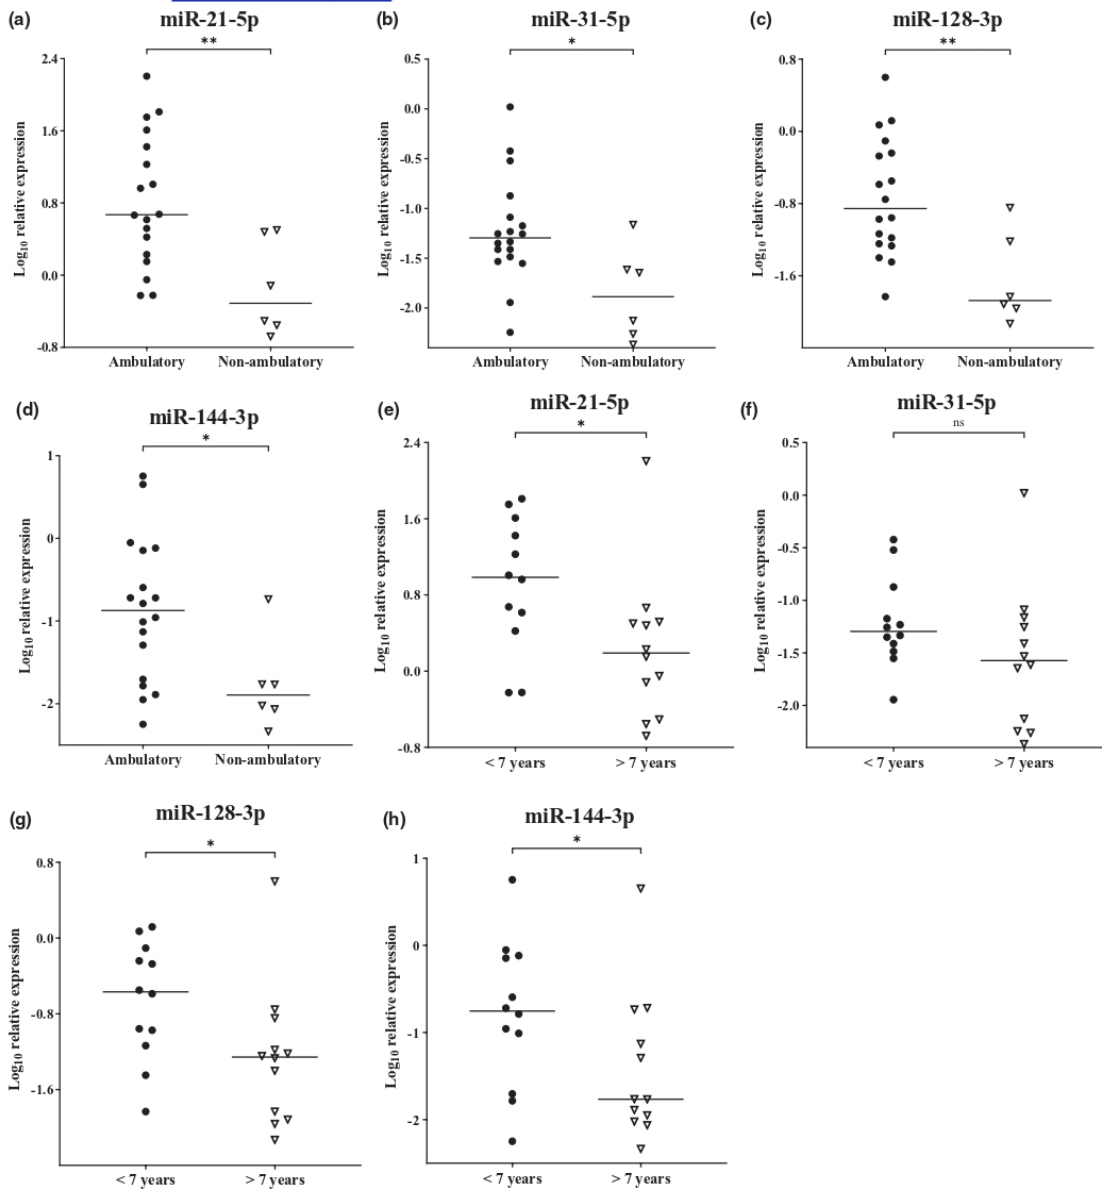 (a)
miR-21-5p
**
Log10 relative expression
2.4
1.6
0.8
0.0
-0.8
Ambulatory
Non-ambulatory
(b)
miR-31-5p
*
Log10 relative expression
0.5
0.0
-0.5
-1.0
-1.5
-2.0
Ambulatory
Non-ambulatory
(c)
miR-128-3p
**
Log10 relative expression
0.8
0.0
-0.8
-1.6
Ambulatory
Non-ambulatory
(d)
miR-144-3p
*
Log10 relative expression
1
0
-1
-2
Ambulatory
Non-ambulatory
(e)
miR-21-5p
*
Log10 relative expression
2.4
1.6
0.8
0.0
-0.8
< 7 years
> 7 years
(f)
miR-31-5p
ns
Log10 relative expression
0.5
0.0
-0.5
-1.0
-1.5
-2.0
< 7 years
> 7 years
(g)
miR-128-3p
*
Log10 relative expression
0.8
0.0
-0.8
-1.6
< 7 years
> 7 years
(h)
miR-144-3p
*
Log10 relative expression
1
0
-1
-2
< 7 years
> 7 years